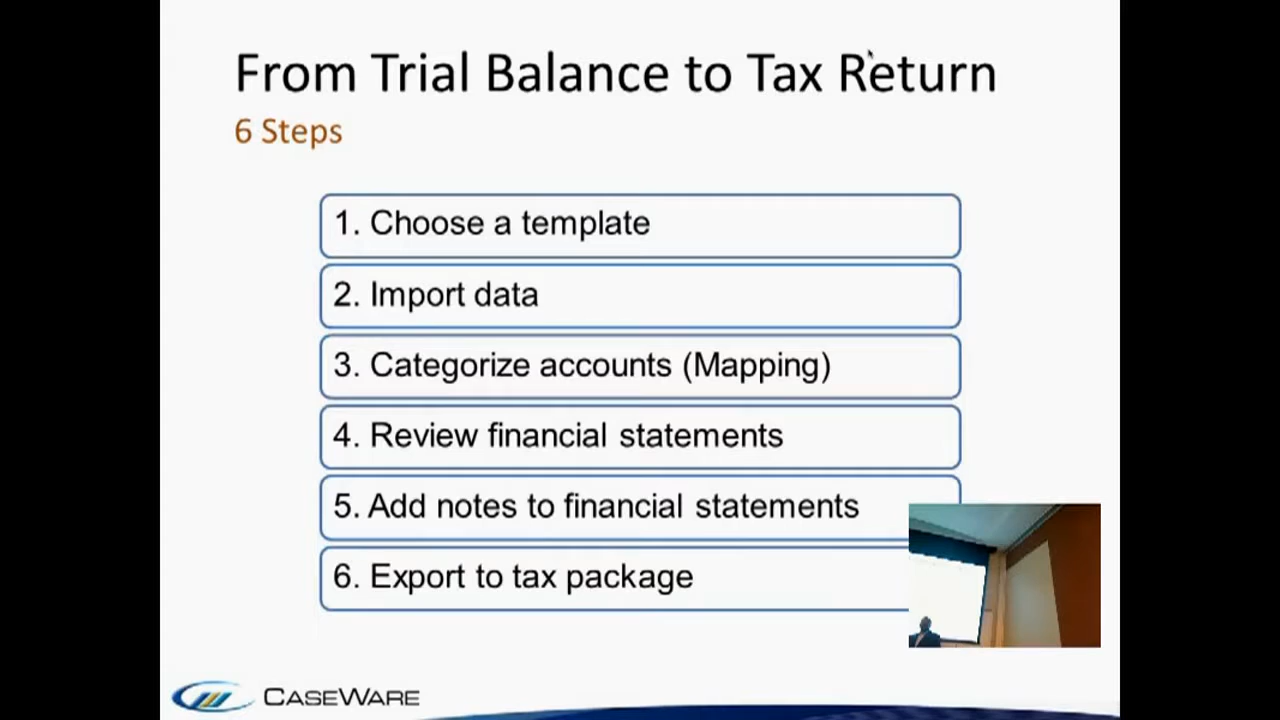 From Trial Balance to Tax Return
6 Steps
1. Choose a template
2. Import data
3. Categorize accounts (Mapping)
4. Review financial statements
5. Add notes to financial statements
6. Export to tax package
CASEWARE